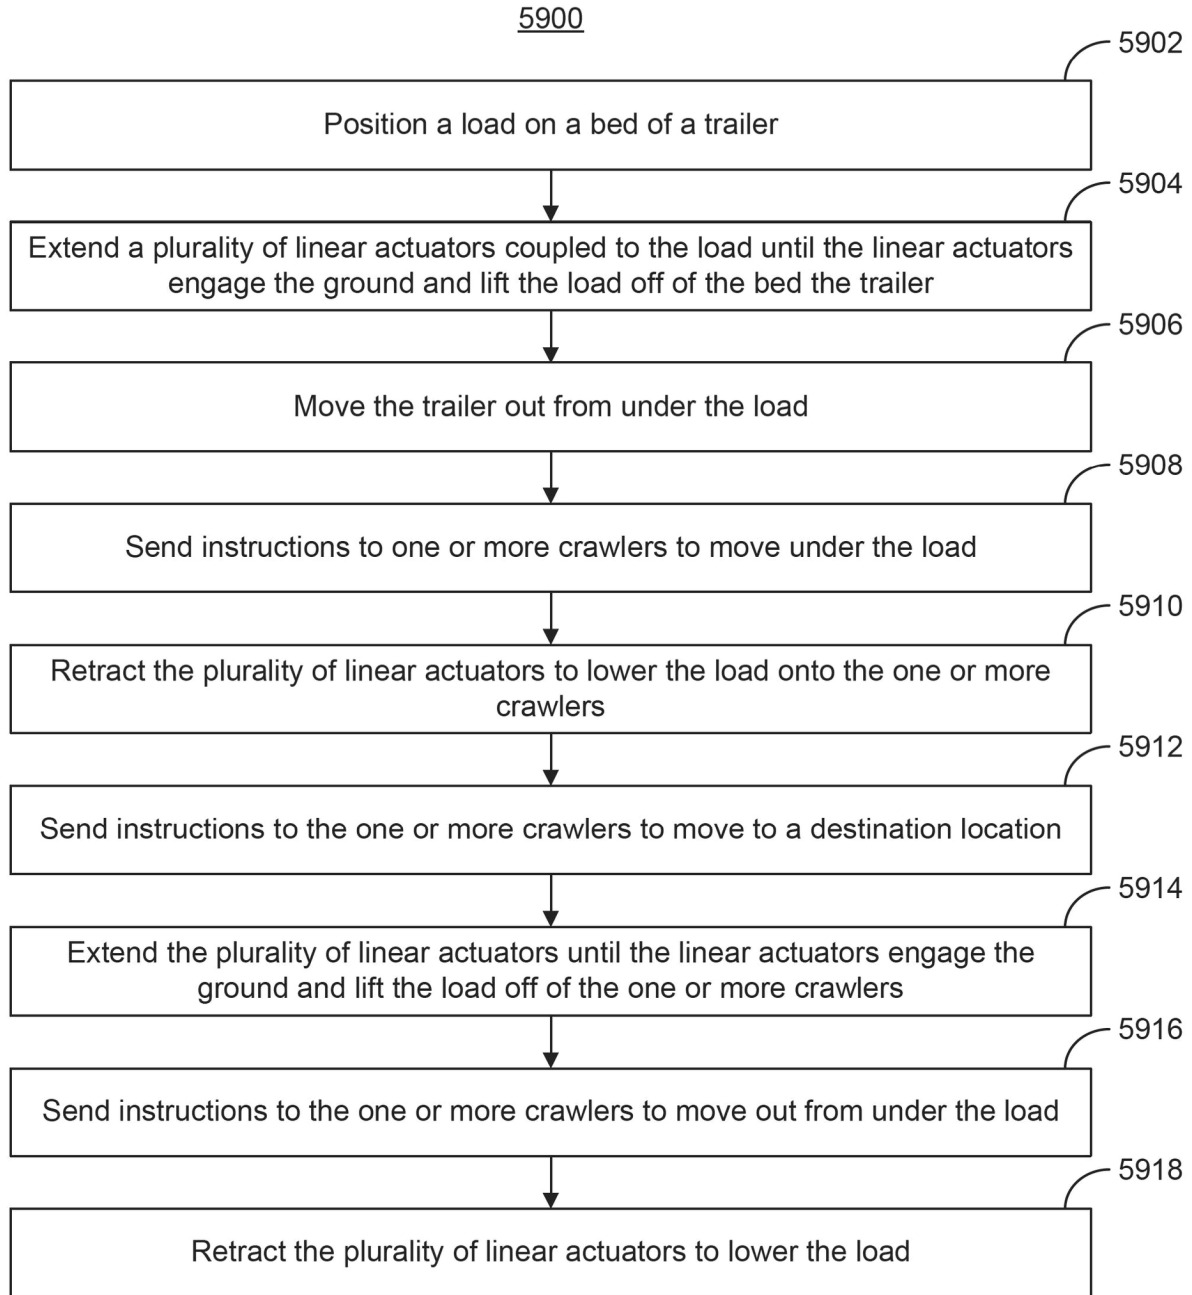 5900
5902
Position a load on a bed of a trailer
5904
Extend a plurality of linear actuators coupled to the load until the linear actuators
engage the ground and lift the load off of the bed the trailer
5906
Move the trailer out from under the load
5908
Send instructions to one or more crawlers to move under the load
5910
Retract the plurality of linear actuators to lower the load onto the one or more
crawlers
5912
Send instructions to the one or more crawlers to move to a destination location
5914
Extend the plurality of linear actuators until the linear actuators engage the
ground and lift the load off of the one or more crawlers
5916
Send instructions to the one or more crawlers to move out from under the load
5918
Retract the plurality of linear actuators to lower the load